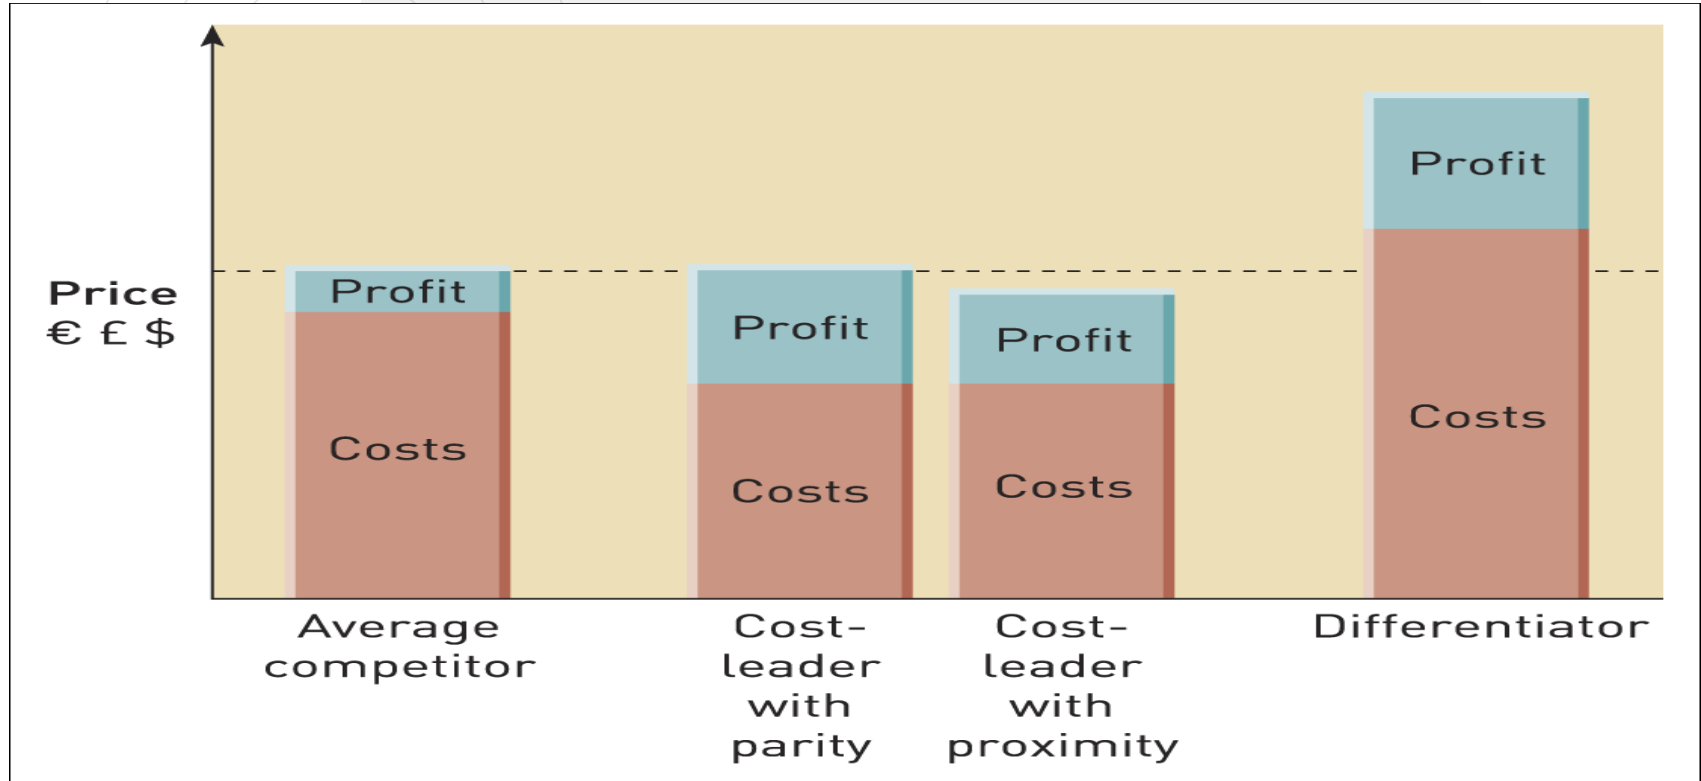 Price
€ £ $
Profit
Costs
Profit
Costs
Profit
Costs
Profit
Costs
Average
competitor
Cost-
leader
with
parity
Cost-
leader
with
proximity
Differentiator